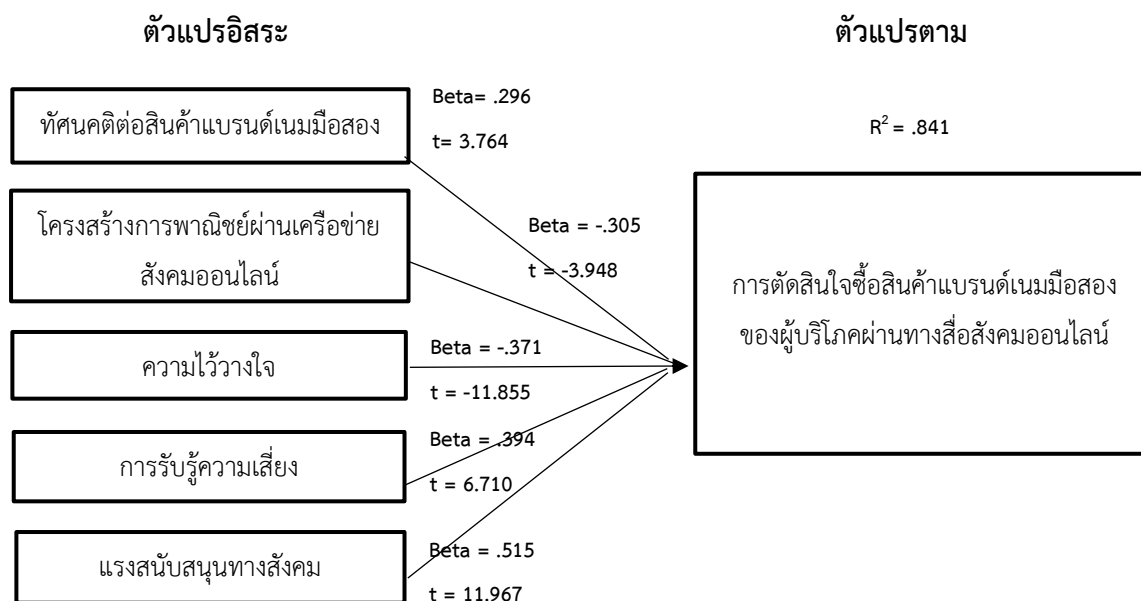 ตัวแปรอิสระ
ตัวแปรตาม
ทัศนคติต่อสินค้าแบรนด์เนมมือสอง
Beta= .296
t= 3.764
R² = .841
โครงสร้างการพาณิชย์ผ่านเครือข่าย
สังคมออนไลน์
Beta = -.305
t = -3.948
การตัดสินใจซื้อสินค้าแบรนด์เนมมือสอง
ของผู้บริโภคผ่านทางสื่อสังคมออนไลน์
ความไว้วางใจ
Beta = -.371
t = -11.855
การรับรู้ความเสี่ยง
Beta = .394
t = 6.710
แรงสนับสนุนทางสังคม
Beta = .515
t = 11.967